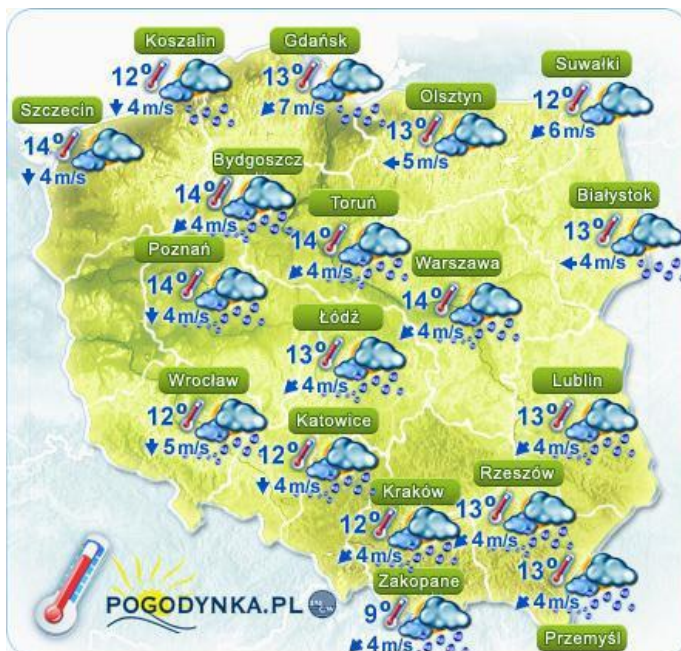 Koszalin
12°
4 m/s
Gdańsk
13°
7 m/s
Suwałki
12°
6 m/s
Szczecin
14°
4 m/s
Olsztyn
13°
5 m/s
Bydgoszcz
14°
4 m/s
Toruń
14°
4 m/s
Białystok
13°
4 m/s
Poznań
14°
4 m/s
Warszawa
14°
4 m/s
Łódź
13°
4 m/s
Wrocław
12°
5 m/s
Katowice
12°
4 m/s
Lublin
13°
4 m/s
Kraków
12°
4 m/s
Rzeszów
13°
4 m/s
Zakopane
9°
4 m/s
13°
4 m/s
Przemyśl
POGODYNKA.PL